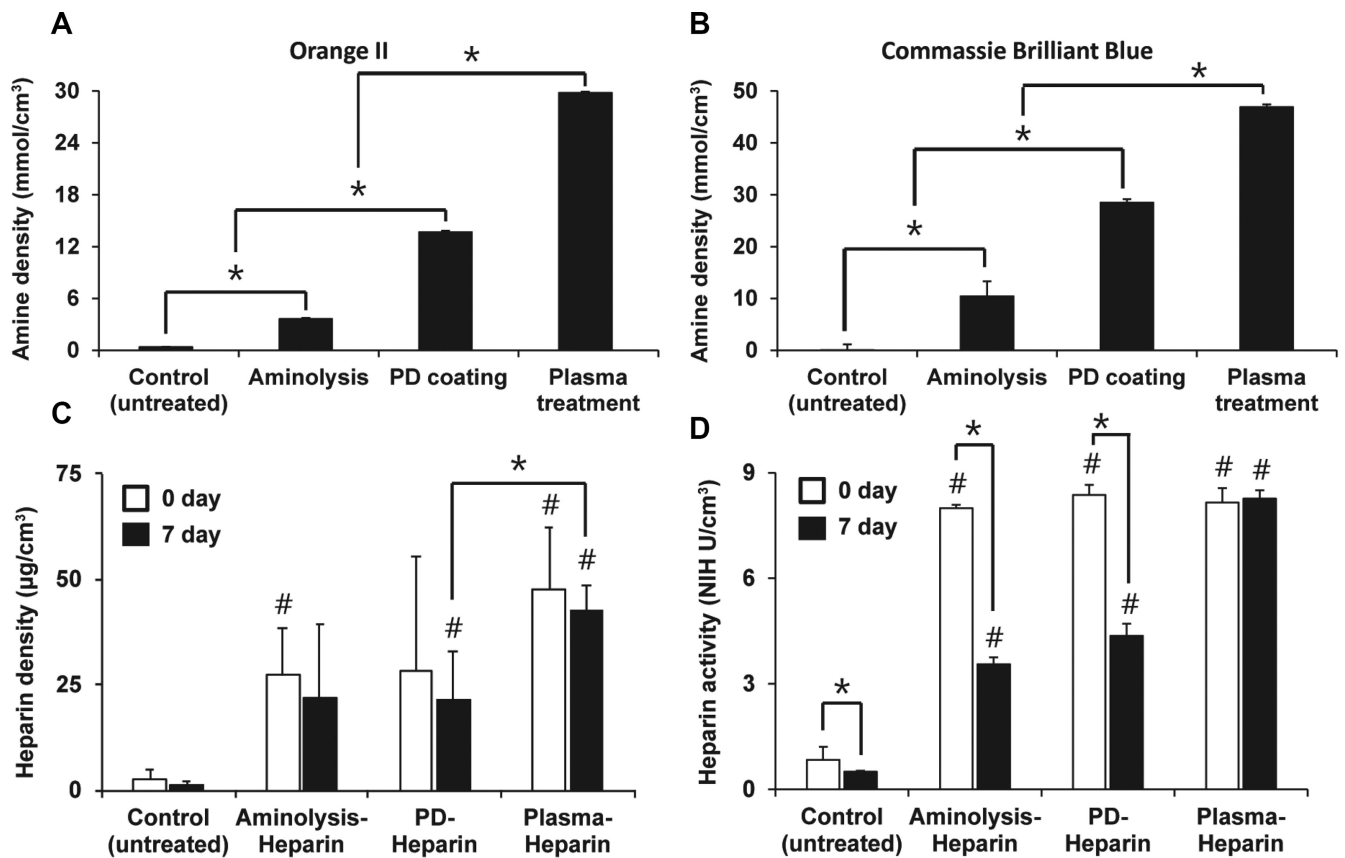 A
Orange II
Amine density (mmol/cm³)
30
24
18
12
6
0
*
*
*
Control
(untreated)
Aminolysis
PD coating
Plasma
treatment
B
Commassie Brilliant Blue
Amine density (mmol/cm³)
50
40
30
20
10
0
*
*
*
Control
(untreated)
Aminolysis
PD coating
Plasma
treatment
C
Heparin density (µg/cm³)
75
50
25
0
0 day
7 day
#
#
*
#
#
Control
(untreated)
Aminolysis-
Heparin
PD-
Heparin
Plasma-
Heparin
D
Heparin activity (NIH U/cm³)
9
6
3
0
0 day
7 day
*
#
*
#
#
*
#
#
#
Control
(untreated)
Aminolysis-
Heparin
PD-
Heparin
Plasma-
Heparin